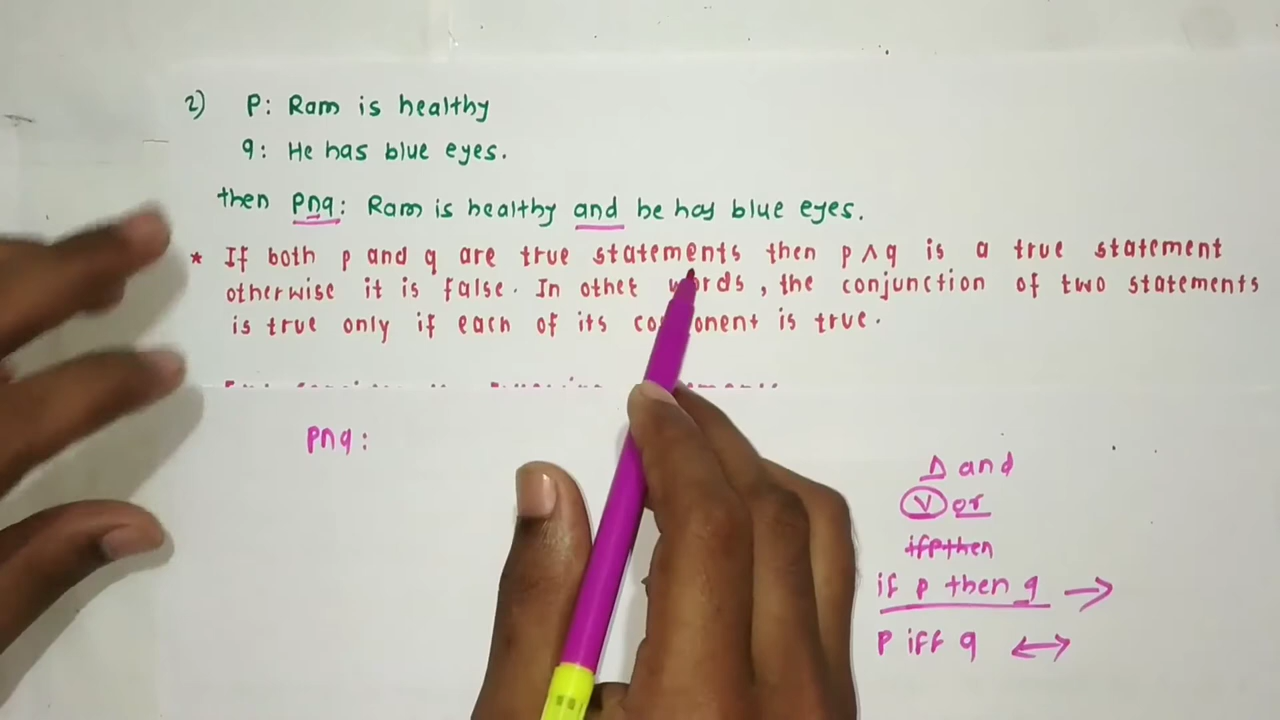 2) P: Ram is healthy
q: He has blue eyes.
then p∩q: Ram is healthy and he has blue eyes.
* If both p and q are true statements then p ∧ q is a true statement
otherwise it is false. In othet words, the conjunction of two statements
is true only if each of its component is true.
p∩q:
∧ and
∨ or
if p then
if p then q →
P iff q ↔